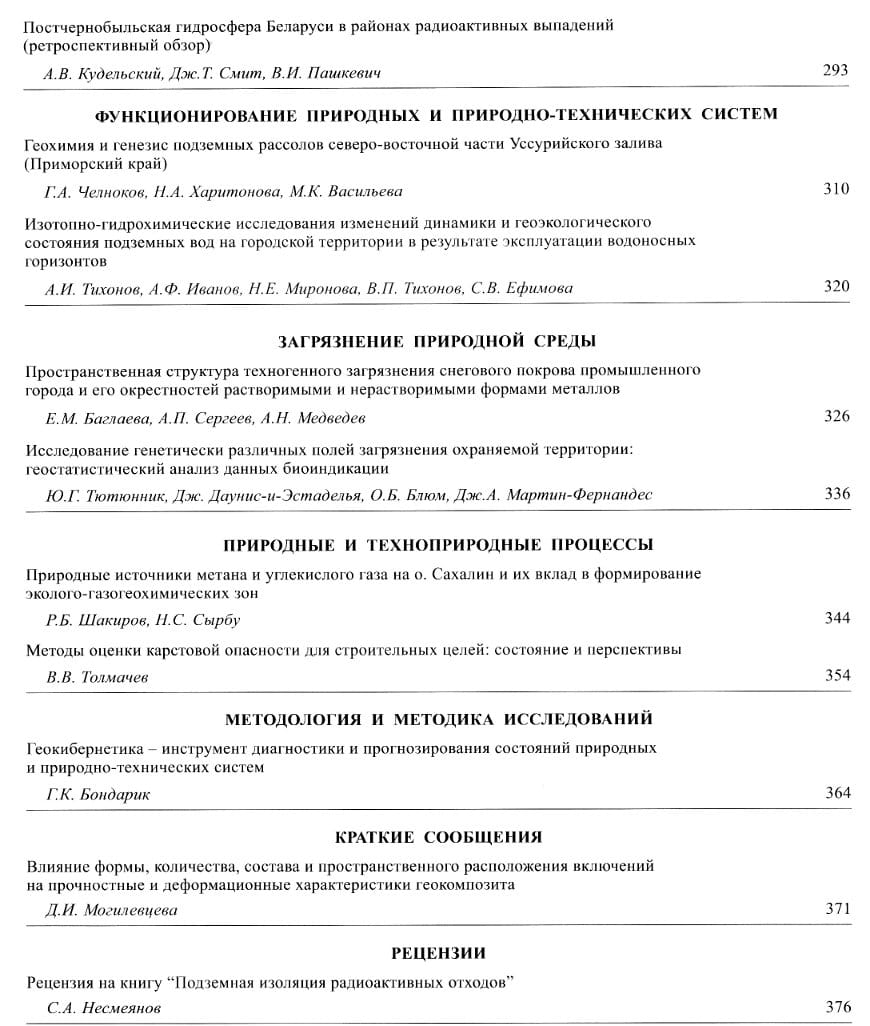 Постчернобыльская гидросфера Беларуси в районах радиоактивных выпадений
(ретроспективный обзор)
А.В. Кудельский, Дж.Т. Смит, В.И. Пашкевич 293
ФУНКЦИОНИРОВАНИЕ ПРИРОДНЫХ И ПРИРОДНО-ТЕХНИЧЕСКИХ СИСТЕМ
Геохимия и генезис подземных рассолов северо-восточной части Уссурийского залива
(Приморский край)
Г.А. Челноков, Н.А. Харитонова, М.К. Васильева 310
Изотопно-гидрохимические исследования изменений динамики и геоэкологического
состояния подземных вод на городской территории в результате эксплуатации водоносных
горизонтов
А.И. Тихонов, А.Ф. Иванов, Н.Е. Миронова, В.П. Тихонов, С.В. Ефимова 320
ЗАГРЯЗНЕНИЕ ПРИРОДНОЙ СРЕДЫ
Пространственная структура техногенного загрязнения снегового покрова промышленного
города и его окрестностей растворимыми и нерастворимыми формами металлов
Е.М. Баглаева, А.П. Сергеев, А.Н. Медведев 326
Исследование генетически различных полей загрязнения охраняемой территории:
геостатистический анализ данных биоиндикации
Ю.Г. Тютюнник, Дж. Даунис-и-Эстаделья, О.Б. Блюм, Дж.А. Мартин-Фернандес 336
ПРИРОДНЫЕ И ТЕХНОПРИРОДНЫЕ ПРОЦЕССЫ
Природные источники метана и углекислого газа на о. Сахалин и их вклад в формирование
эколого-газогеохимических зон
Р.Б. Шакиров, Н.С. Сырбу 344
Методы оценки карстовой опасности для строительных целей: состояние и перспективы
В.В. Толмачев 354
МЕТОДОЛОГИЯ И МЕТОДИКА ИССЛЕДОВАНИЙ
Геокибернетика – инструмент диагностики и прогнозирования состояний природных
и природно-технических систем
Г.К. Бондарик 364
КРАТКИЕ СООБЩЕНИЯ
Влияние формы, количества, состава и пространственного расположения включений
на прочностные и деформационные характеристики геокомпозита
Д.И. Могилевцева 371
РЕЦЕНЗИИ
Рецензия на книгу “Подземная изоляция радиоактивных отходов”
С.А. Несмеянов 376